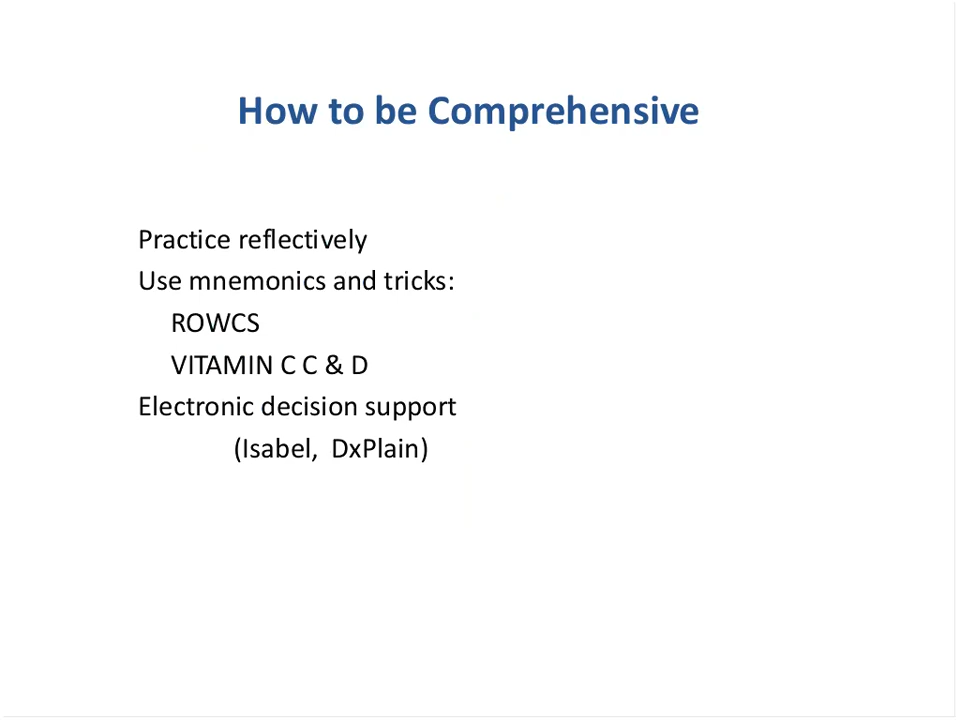 How to be Comprehensive
Practice reflectively
Use mnemonics and tricks:
ROWCS
VITAMIN C C & D
Electronic decision support
(Isabel, DxPlain)